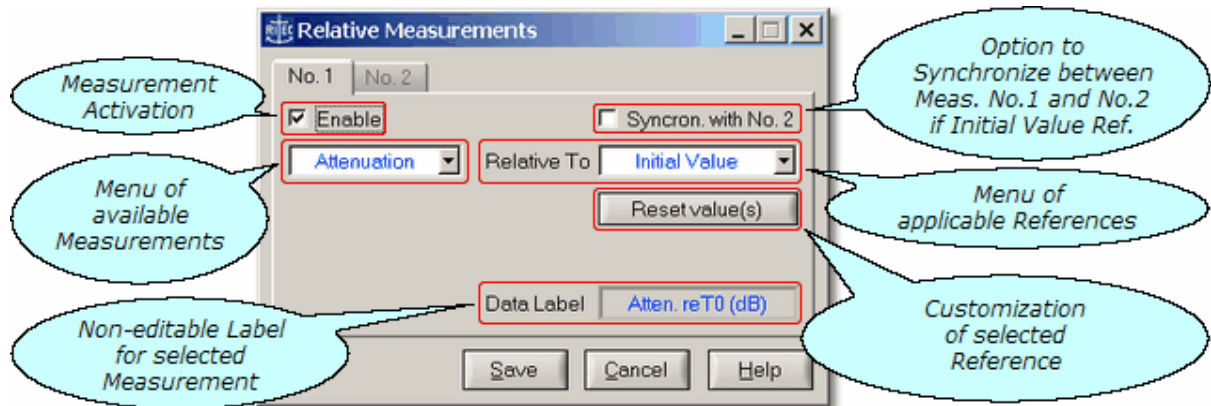 RITEC Relative Measurements
No. 1 No. 2
Measurement
Activation
Enable
Syncron. with No. 2
Option to
Synchronize between
Meas. No.1 and No.2
if Initial Value Ref.
Menu of
available
Measurements
Attenuation
Relative To Initial Value
Menu of
applicable References
Reset value(s)
Customization
of selected
Reference
Non-editable Label
for selected
Measurement
Data Label Atten. reT0 (dB)
Save Cancel Help